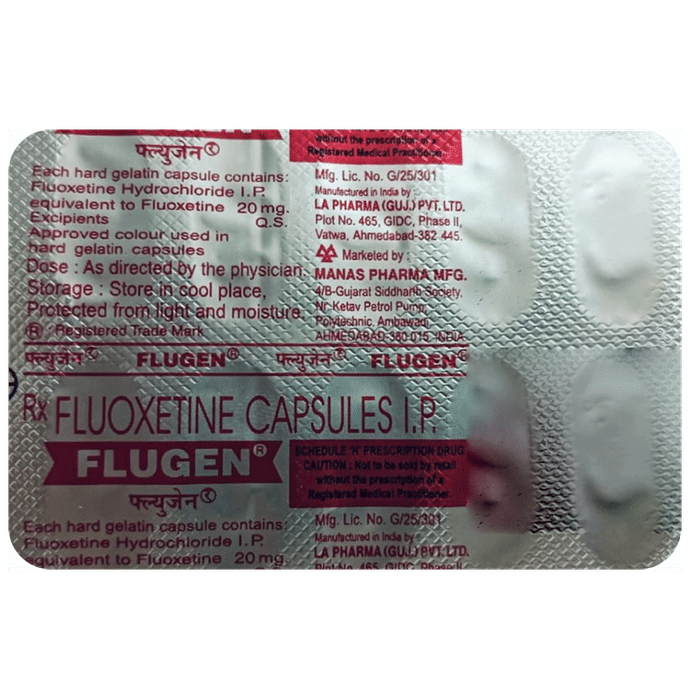 FLUGEN
without the prescription of a
Registered Medical Practitioner.
फ्ल्युजेन®
Each hard gelatin capsule contains:
Fluoxetine Hydrochloride I.P.
equivalent to Fluoxetine 20 mg.
Excipients Q.S.
Approved colour used in
hard gelatin capsules
Dose : As directed by the physician.
Storage : Store in cool place,
Protected from light and moisture.
® : Registered Trade Mark
Mfg. Lic. No. G/25/301
Manufactured in India by :
LA PHARMA (GUJ.) PVT. LTD.
Plot No. 465, GIDC, Phase II,
Vatwa, Ahmedabad-382 445.
Marketed by :
MANAS PHARMA MFG.
4/B-Gujarat Siddharth Society,
Nr. Ketav Petrol Pump,
Polytechnic, Ambawadi,
AHMEDABAD-380 015. INDIA.
फ्ल्युजेन® FLUGEN® फ्ल्युजेन® FLUGEN®
Rx FLUOXETINE CAPSULES I.P.
FLUGEN®
फ्ल्युजेन®
SCHEDULE 'H' PRESCRIPTION DRUG
CAUTION : Not to be sold by retail
without the prescription of a
Registered Medical Practitioner.
Each hard gelatin capsule contains:
Fluoxetine Hydrochloride I.P.
equivalent to Fluoxetine 20 mg.
Mfg. Lic. No. G/25/301
Manufactured in India by :
LA PHARMA (GUJ.) PVT. LTD.
Plot No. 465, GIDC, Phase II,